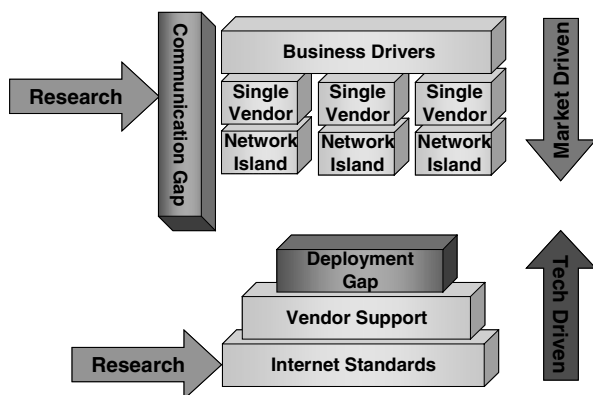 Research
Communication Gap
Business Drivers
Single
Vendor
Single
Vendor
Single
Vendor
Network
Island
Network
Island
Network
Island
Market Driven
Deployment
Gap
Vendor Support
Research
Internet Standards
Tech Driven